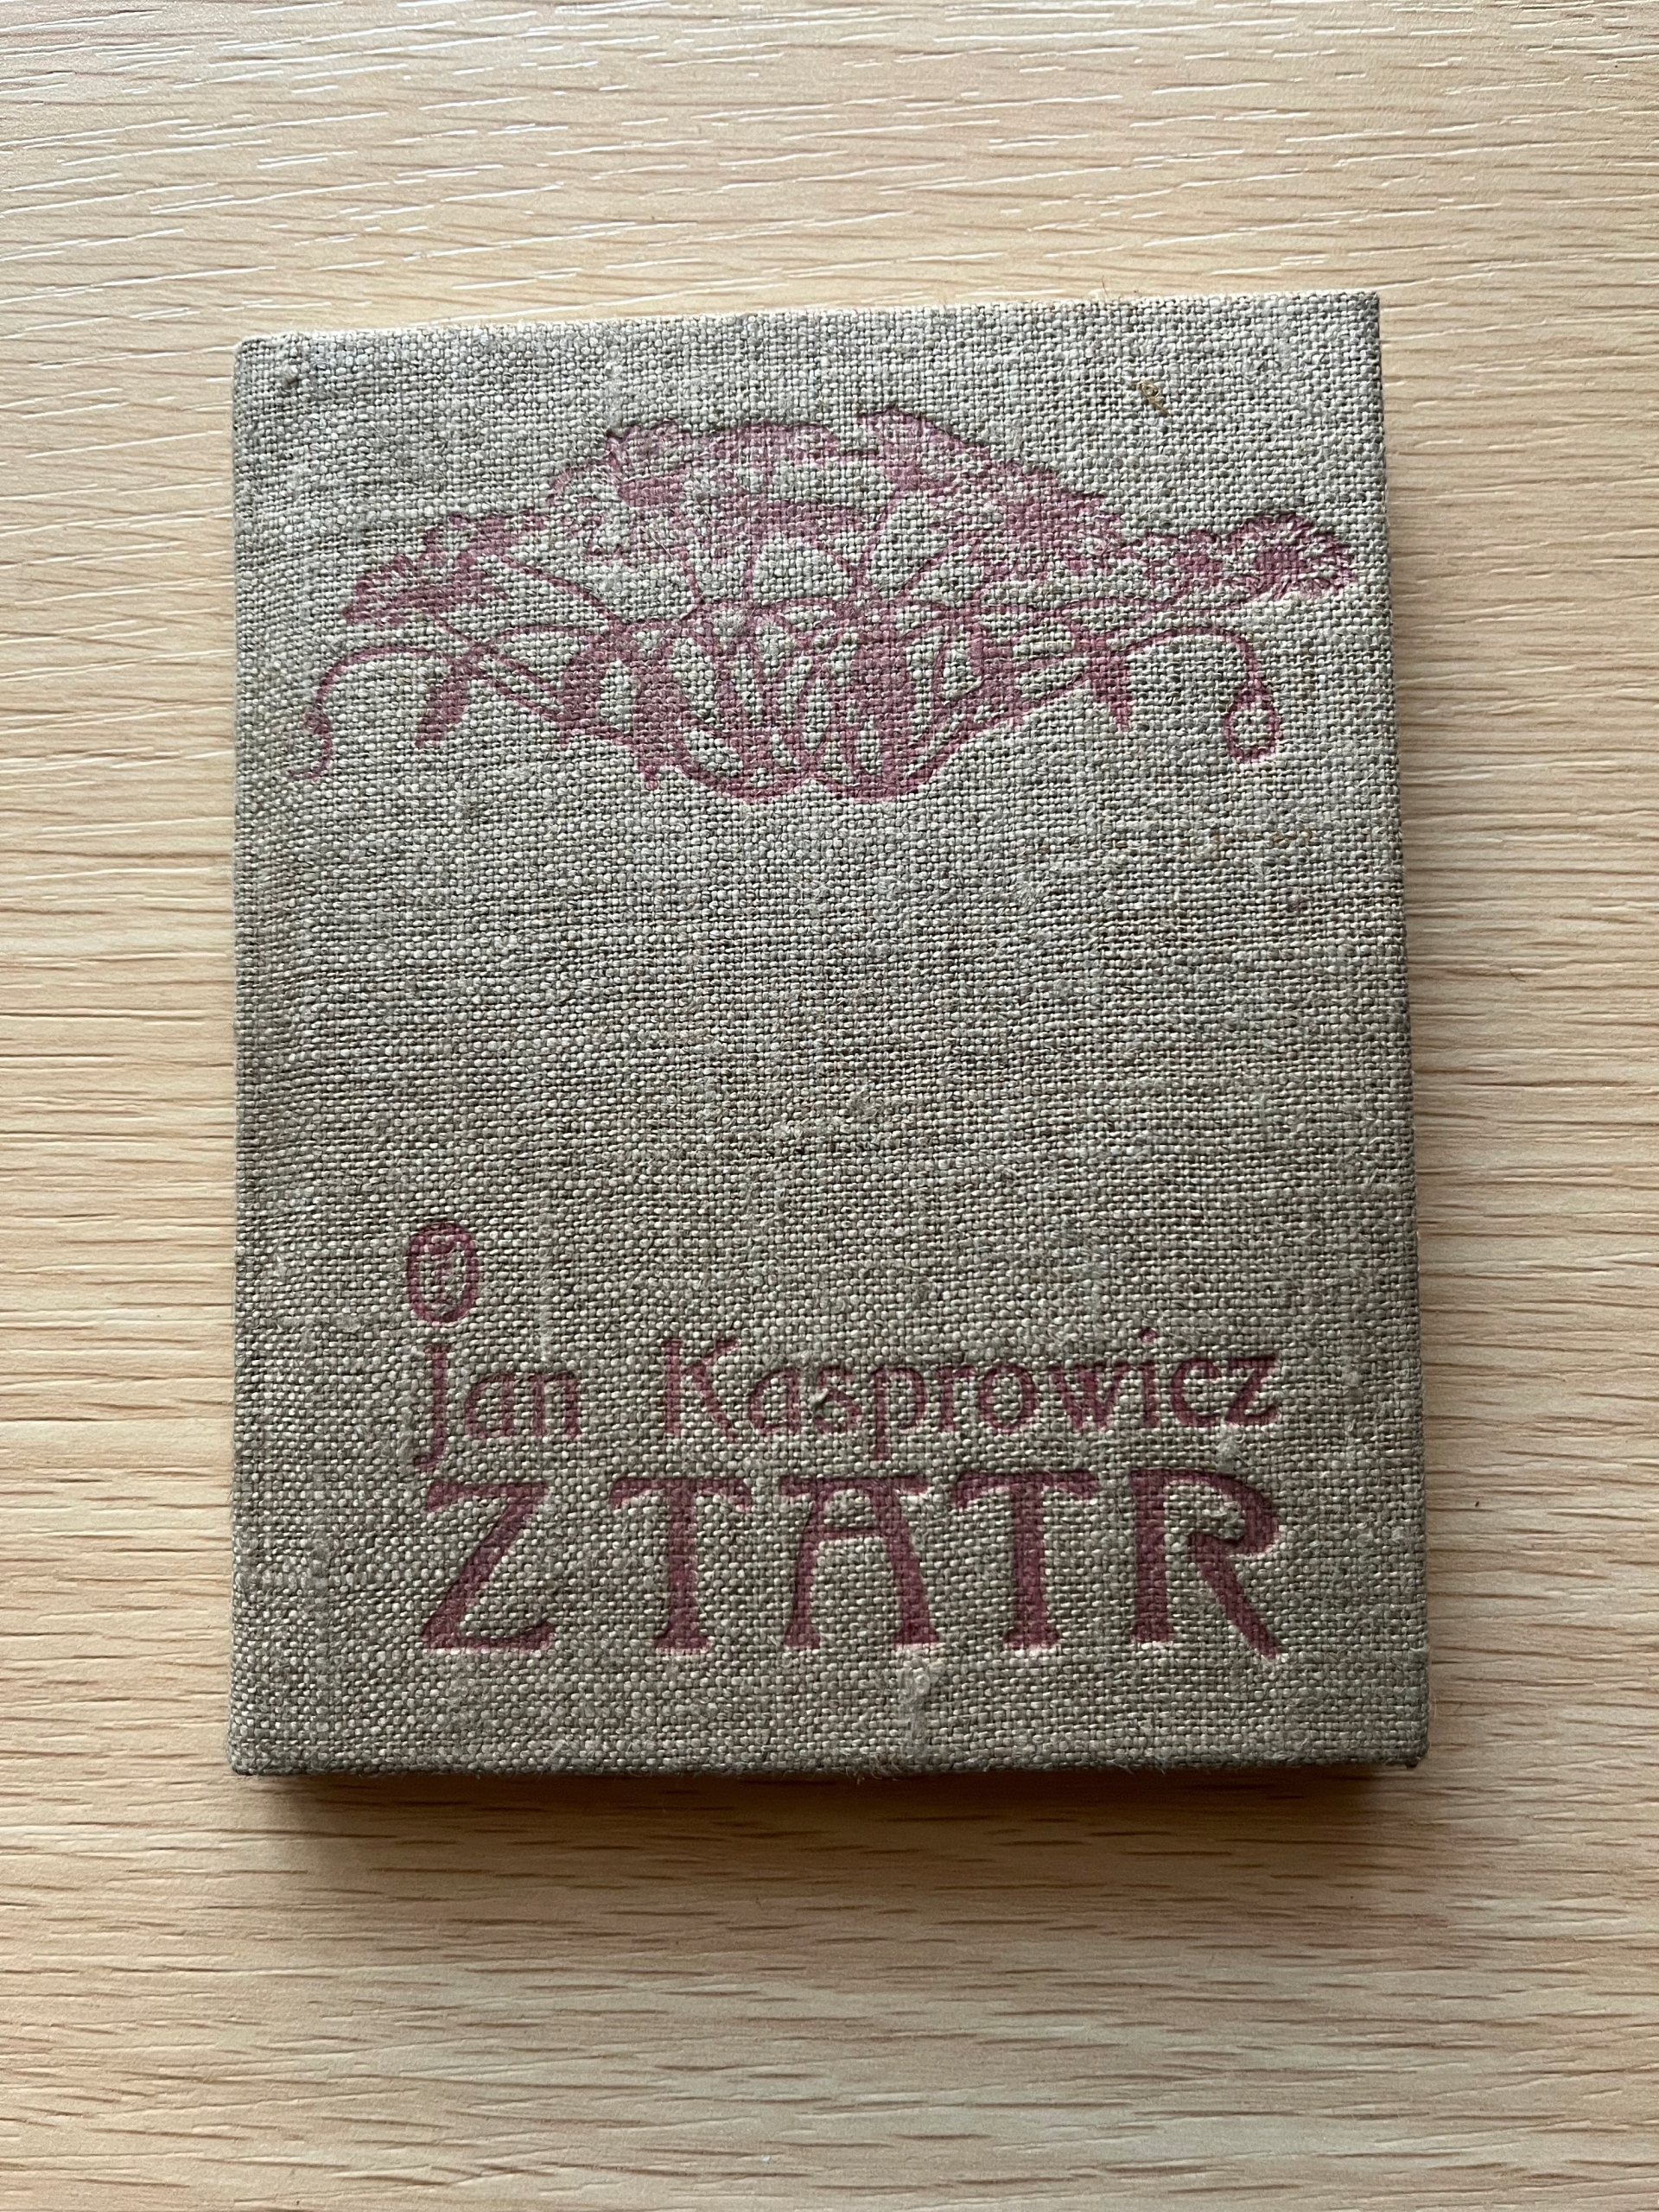 Jan Kasprowicz
Z TATR